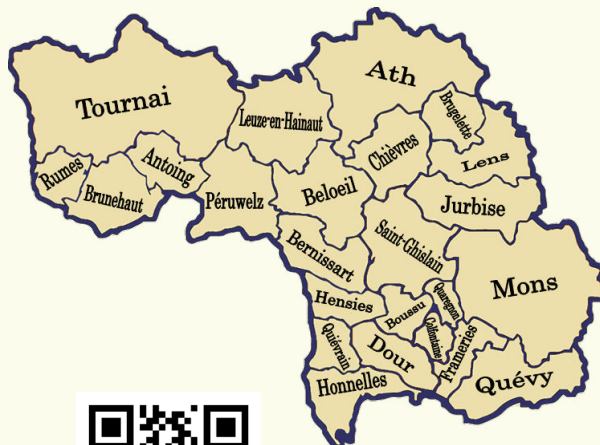 Ath
Tournai
Brugelette
Leuze-en-Hainaut
Chièvres
Lens
Antoing
Rumes
Brunehaut
Péruwelz
Beloeil
Jurbise
Saint-Ghislain
Bernissart
Mons
Hensies
Quaregnon
Boussu
Colfontaine
Quiévrain
Dour
Frameries
Honnelles
Quévy